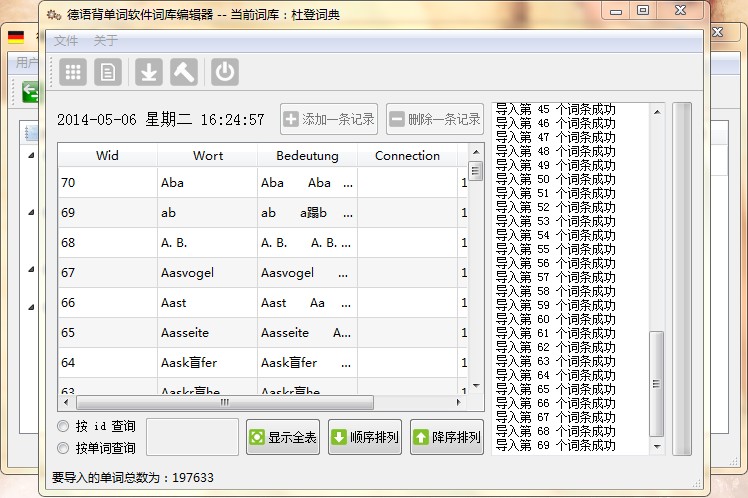 德语背单词软件词库编辑器 -- 当前词库：杜登词典
文件 关于
用户
2014-05-06 星期二 16:24:57
添加一条记录
删除一条记录
Wid Wort Bedeutung Connection
70 Aba Aba Aba ... 1
69 ab ab a蹋b ... 1
68 A. B. A. B. A. B. ... 1
67 Aasvogel Aasvogel ... 1
66 Aast Aast Aa ... 1
65 Aasseite Aasseite A... 1
64 Aask盲fer Aask盲fer ... 1
63 Aaskr盲he Aaskr盲he ... 1
导入第 45 个词条成功
导入第 46 个词条成功
导入第 47 个词条成功
导入第 48 个词条成功
导入第 49 个词条成功
导入第 50 个词条成功
导入第 51 个词条成功
导入第 52 个词条成功
导入第 53 个词条成功
导入第 54 个词条成功
导入第 55 个词条成功
导入第 56 个词条成功
导入第 57 个词条成功
导入第 58 个词条成功
导入第 59 个词条成功
导入第 60 个词条成功
导入第 61 个词条成功
导入第 62 个词条成功
导入第 63 个词条成功
导入第 64 个词条成功
导入第 65 个词条成功
导入第 66 个词条成功
导入第 67 个词条成功
导入第 68 个词条成功
导入第 69 个词条成功
按 id 查询
按单词查询
显示全表
顺序排列
降序排列
要导入的单词总数为：197633